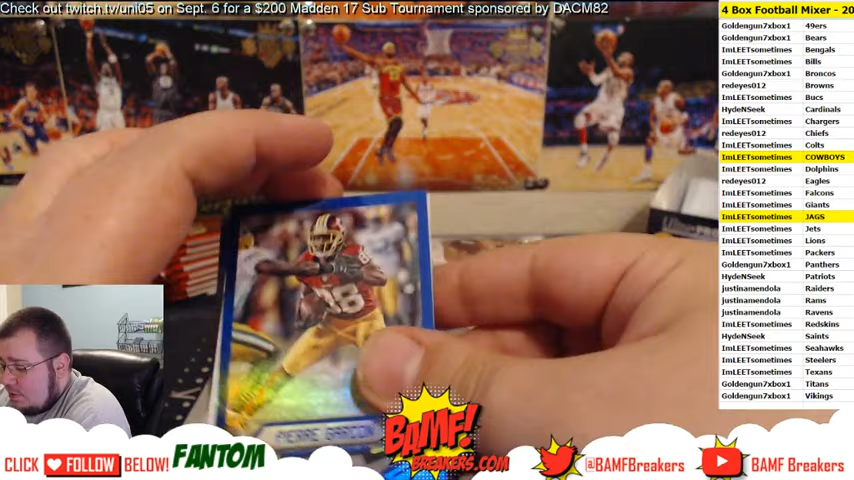 Check out twitch.tv/uni05 on Sept. 6 for a $200 Madden 17 Sub Tournament sponsored by DACM82
4 Box Football Mixer - 20
Goldengun7xbox1 49ers
Goldengun7xbox1 Bears
ImLEETsometimes Bengals
ImLEETsometimes Bills
Goldengun7xbox1 Broncos
redeyes012 Browns
ImLEETsometimes Bucs
HydeNSeek Cardinals
ImLEETsometimes Chargers
redeyes012 Chiefs
ImLEETsometimes Colts
ImLEETsometimes COWBOYS
ImLEETsometimes Dolphins
redeyes012 Eagles
ImLEETsometimes Falcons
ImLEETsometimes Giants
ImLEETsometimes JAGS
ImLEETsometimes Jets
ImLEETsometimes Lions
ImLEETsometimes Packers
Goldengun7xbox1 Panthers
HydeNSeek Patriots
justinamendola Raiders
justinamendola Rams
justinamendola Ravens
ImLEETsometimes Redskins
HydeNSeek Saints
ImLEETsometimes Seahawks
ImLEETsometimes Steelers
ImLEETsometimes Texans
Goldengun7xbox1 Titans
Goldengun7xbox1 Vikings
88
PIERRE GARCON
CLICK FOLLOW BELOW!
FANTOM
BAMF!
BREAKERS.COM
@BAMFBreakers
You Tube
BAMF Breakers